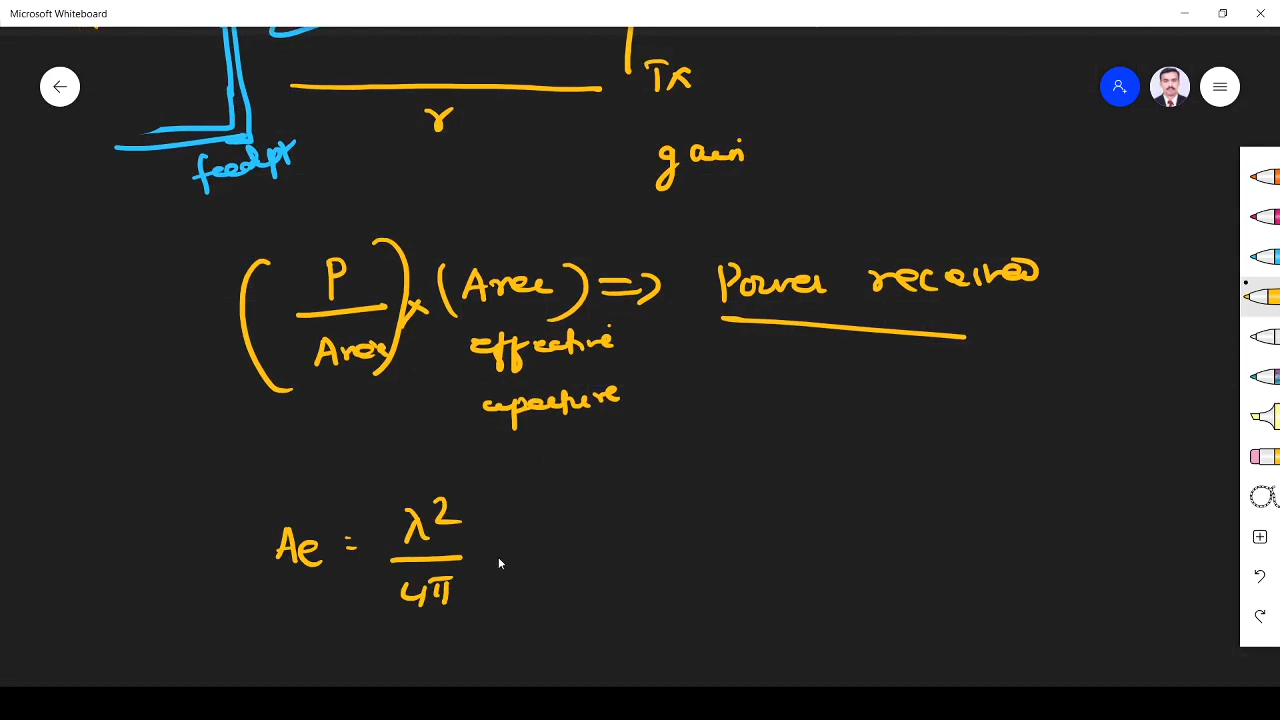 Microsoft Whiteboard
Tx
r
gain
feedpt
( P / Area ) × (Area) => Power received
effective
aperture
Ae = λ² / 4π